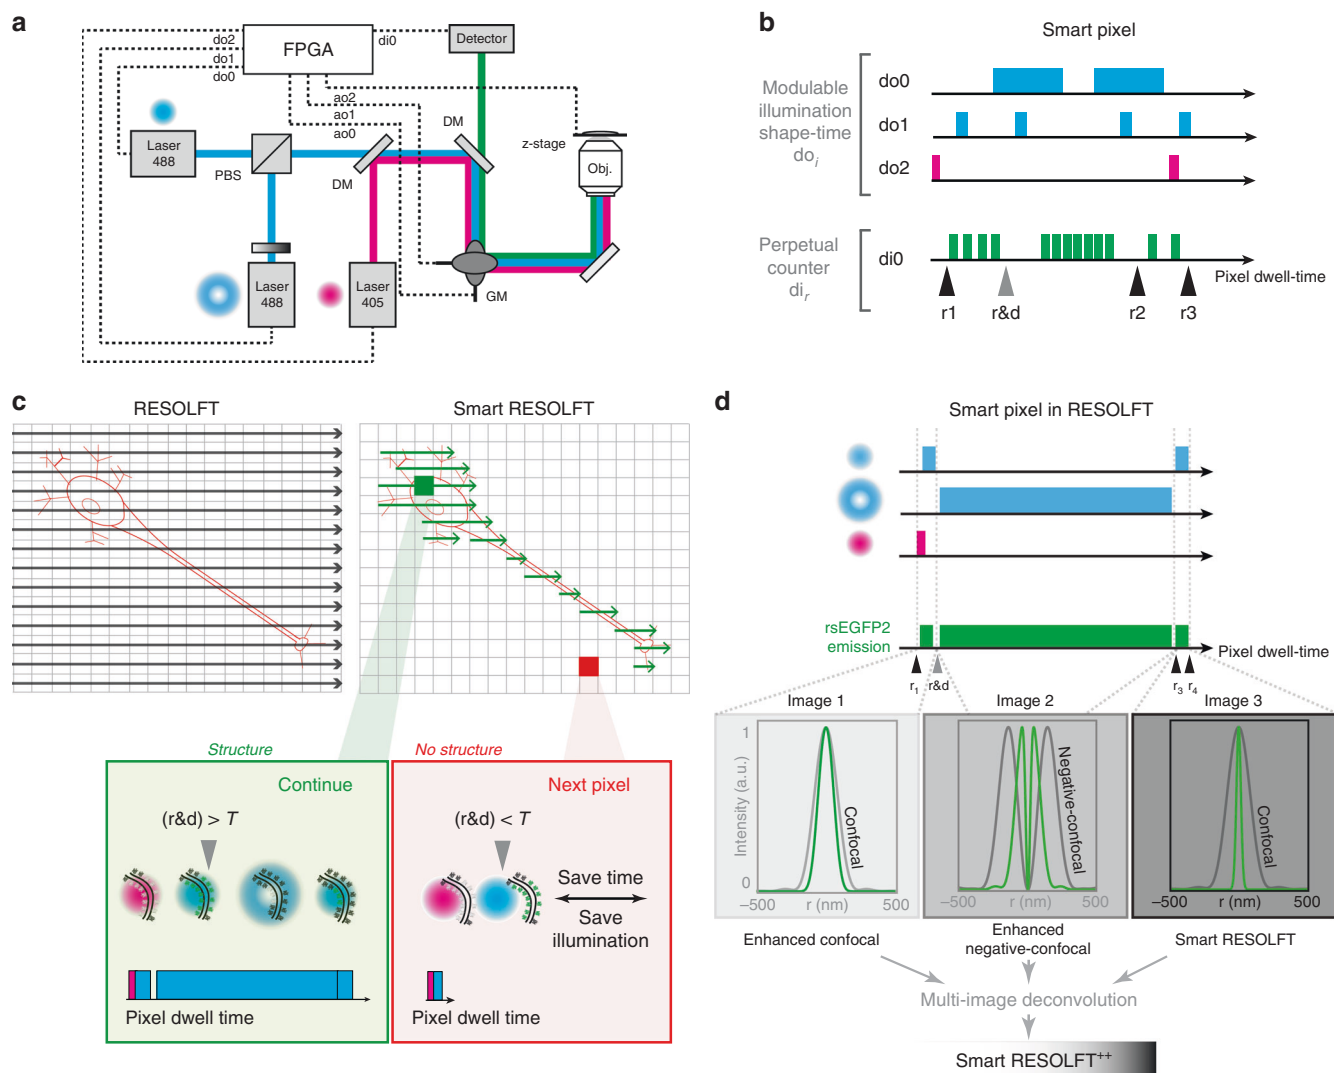 a
do2
do1
do0
FPGA
di0
Detector
ao2
ao1
ao0
DM
z-stage
Obj.
Laser
488
PBS
DM
Laser
488
Laser
405
GM
b
Smart pixel
Modulable
illumination
shape-time
do_i
do0
do1
do2
Perpetual
counter
di_r
di0
Pixel dwell-time
r1
r&d
r2
r3
c
RESOLFT
Smart RESOLFT
Structure
No structure
Continue
Next pixel
(r&d) > T
(r&d) < T
Save time
Save
illumination
Pixel dwell time
Pixel dwell time
d
Smart pixel in RESOLFT
rsEGFP2
emission
Pixel dwell-time
r1
r&d
r3
r4
Image 1
Image 2
Image 3
1
Intensity (a.u.)
0
Confocal
Negative-confocal
Confocal
–500
r (nm)
500
–500
r (nm)
500
–500
r (nm)
500
Enhanced confocal
Enhanced
negative-confocal
Smart RESOLFT
Multi-image deconvolution
Smart RESOLFT++